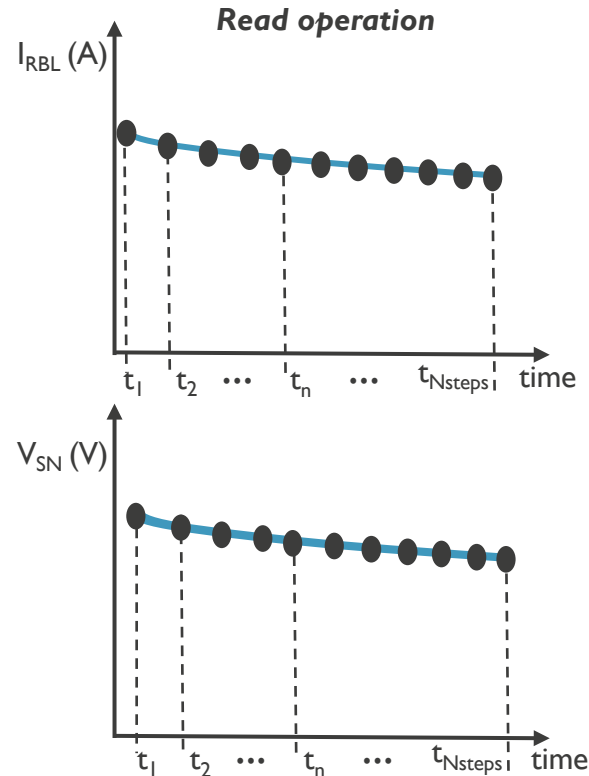 Read operation
I_RBL (A)
t_1 t_2 ... t_n ... t_Nsteps time
V_SN (V)
t_1 t_2 ... t_n ... t_Nsteps time